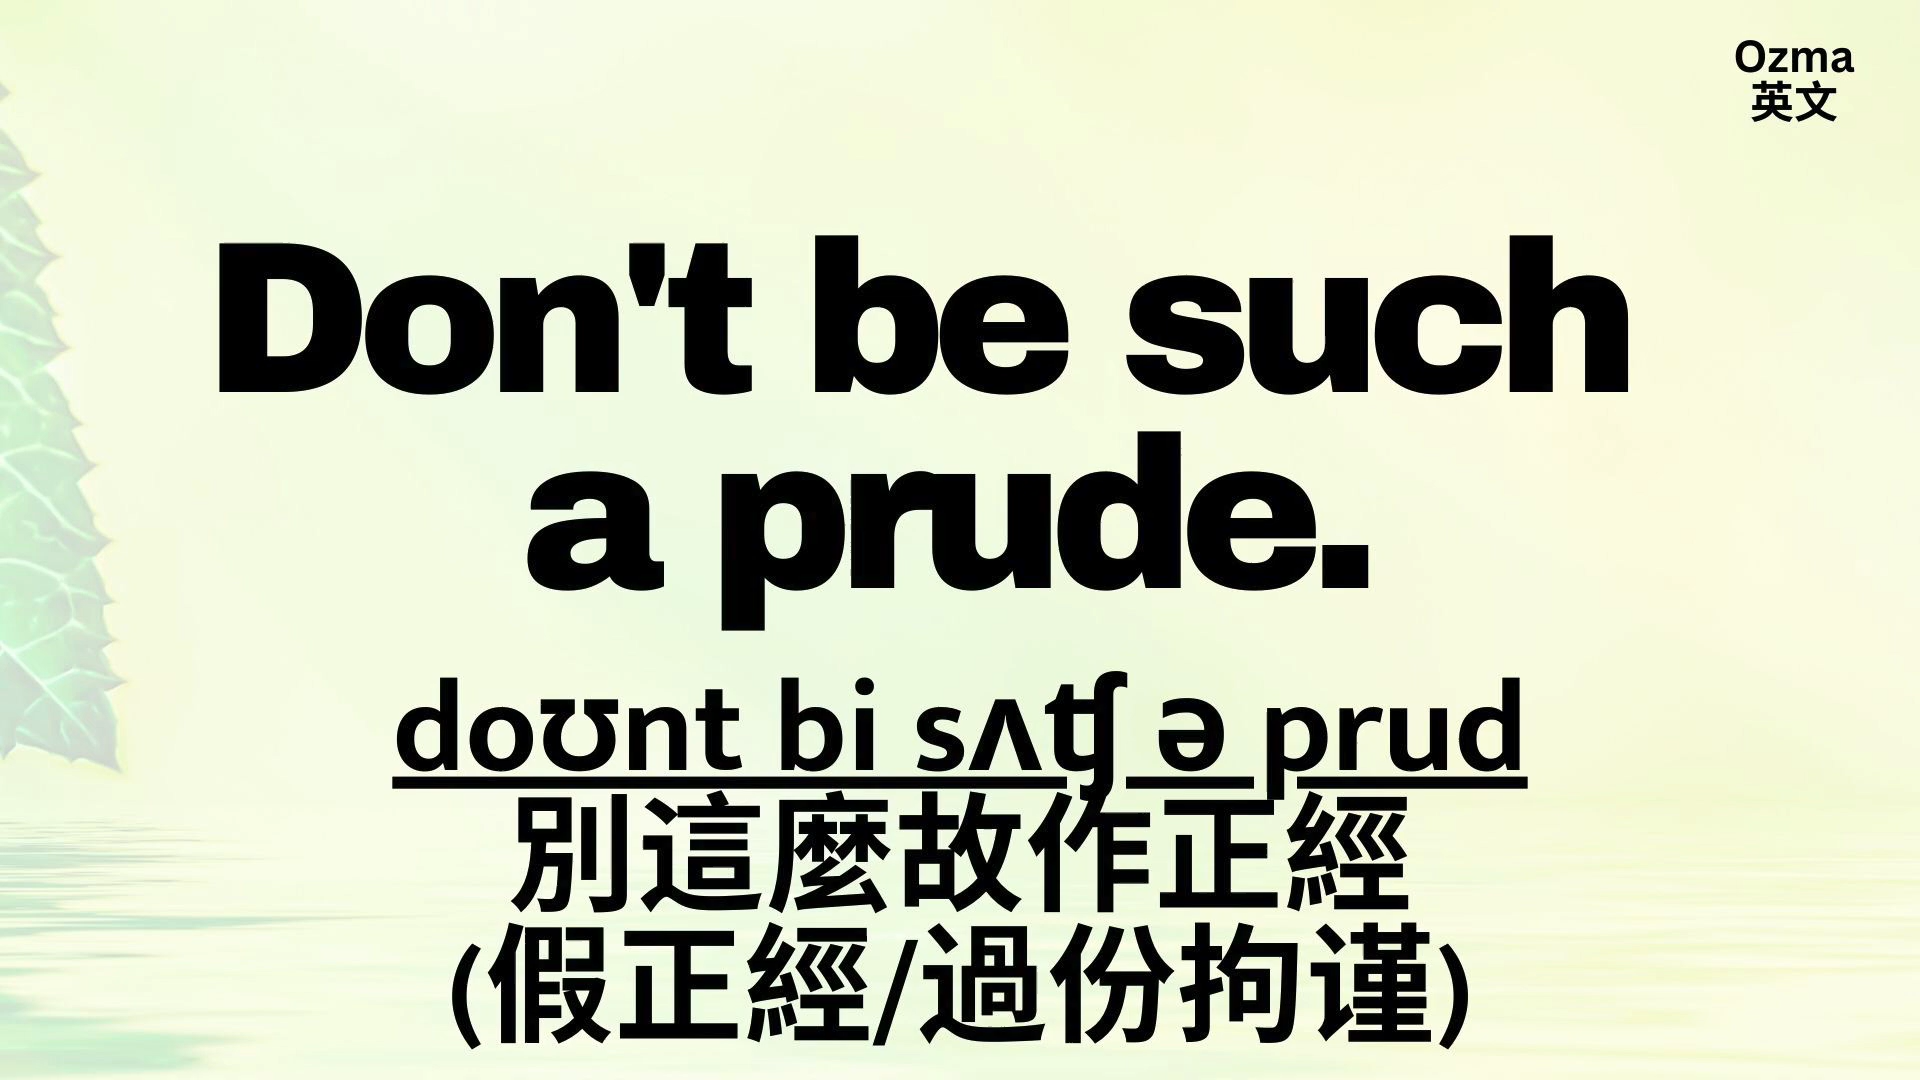 Ozma
英文
Don't be such
a prude.
doʊnt bi sʌʧ ə prud
別這麼故作正經
(假正經/過份拘谨)